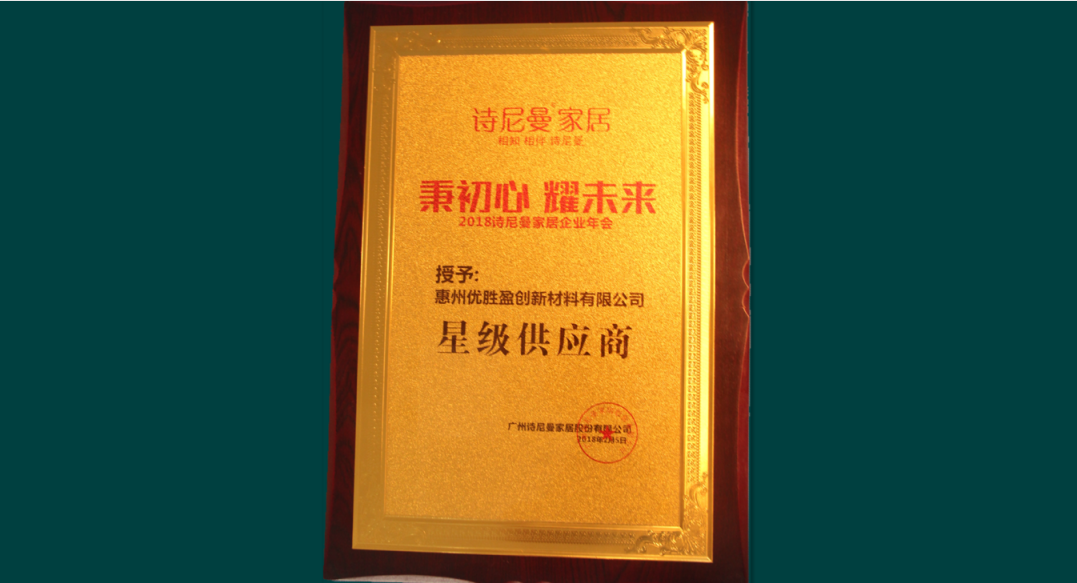 诗尼曼家居
相知 相伴 诗尼曼
秉初心 耀未来
2018诗尼曼家居企业年会
授予:
惠州优胜盈创新材料有限公司
星级供应商
广州诗尼曼家居股份有限公司
2018年2月5日